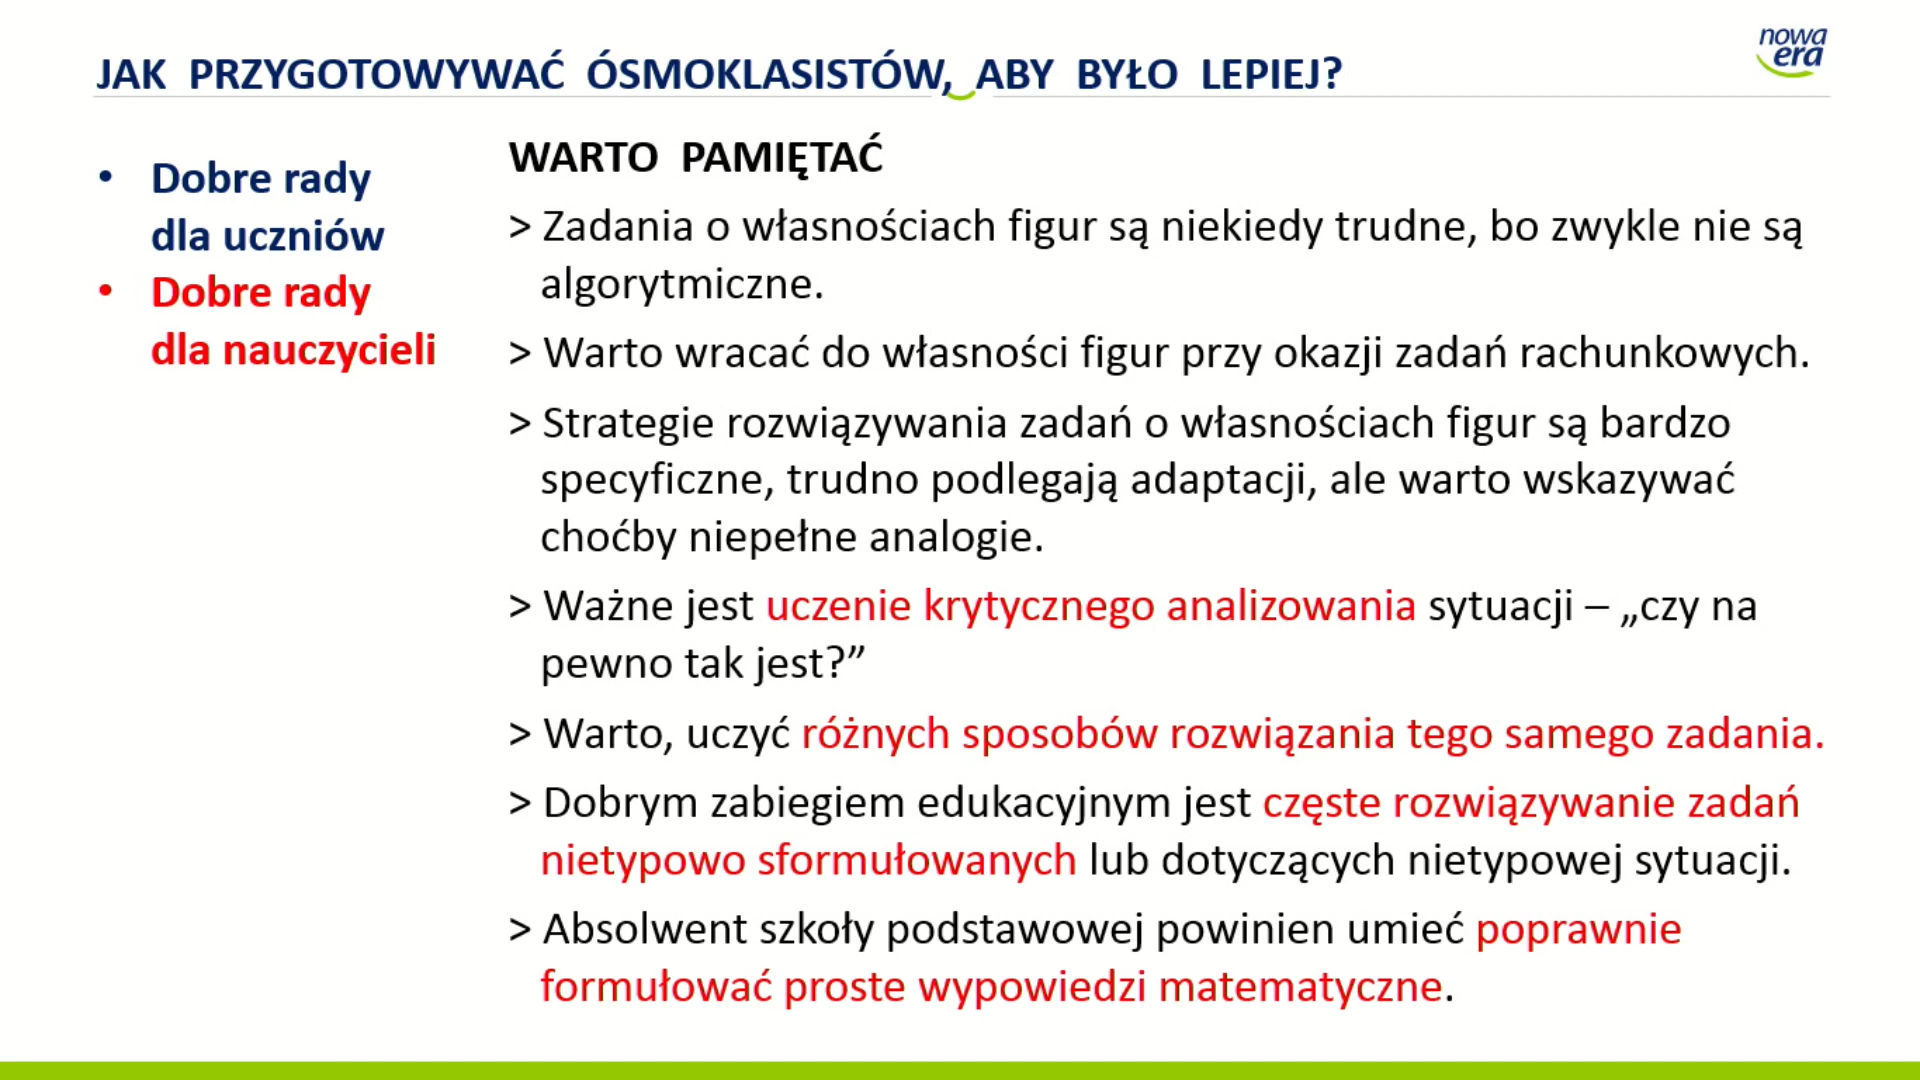 JAK PRZYGOTOWYWAĆ ÓSMOKLASISTÓW, ABY BYŁO LEPIEJ?
nowa
era
• Dobre rady
dla uczniów
• Dobre rady
dla nauczycieli
WARTO PAMIĘTAĆ
> Zadania o własnościach figur są niekiedy trudne, bo zwykle nie są
algorytmiczne.
> Warto wracać do własności figur przy okazji zadań rachunkowych.
> Strategie rozwiązywania zadań o własnościach figur są bardzo
specyficzne, trudno podlegają adaptacji, ale warto wskazywać
choćby niepełne analogie.
> Ważne jest uczenie krytycznego analizowania sytuacji – „czy na
pewno tak jest?”
> Warto, uczyć różnych sposobów rozwiązania tego samego zadania.
> Dobrym zabiegiem edukacyjnym jest częste rozwiązywanie zadań
nietypowo sformułowanych lub dotyczących nietypowej sytuacji.
> Absolwent szkoły podstawowej powinien umieć poprawnie
formułować proste wypowiedzi matematyczne.